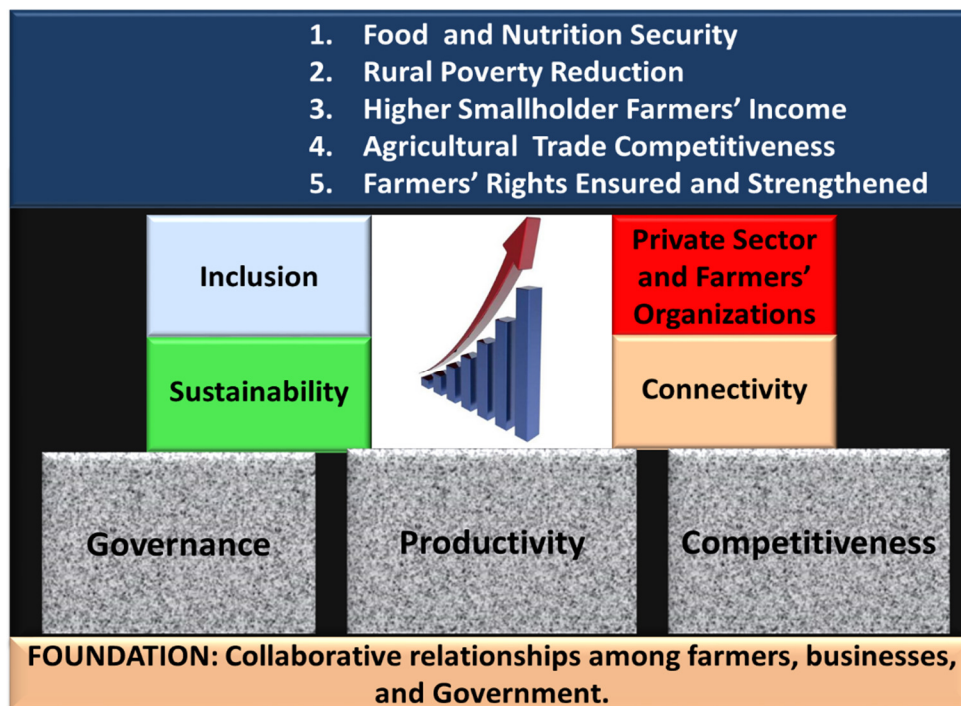 1. Food and Nutrition Security
2. Rural Poverty Reduction
3. Higher Smallholder Farmers’ Income
4. Agricultural Trade Competitiveness
5. Farmers’ Rights Ensured and Strengthened
Inclusion
Private Sector
and Farmers’
Organizations
Sustainability
Connectivity
Governance
Productivity
Competitiveness
FOUNDATION: Collaborative relationships among farmers, businesses,
and Government.